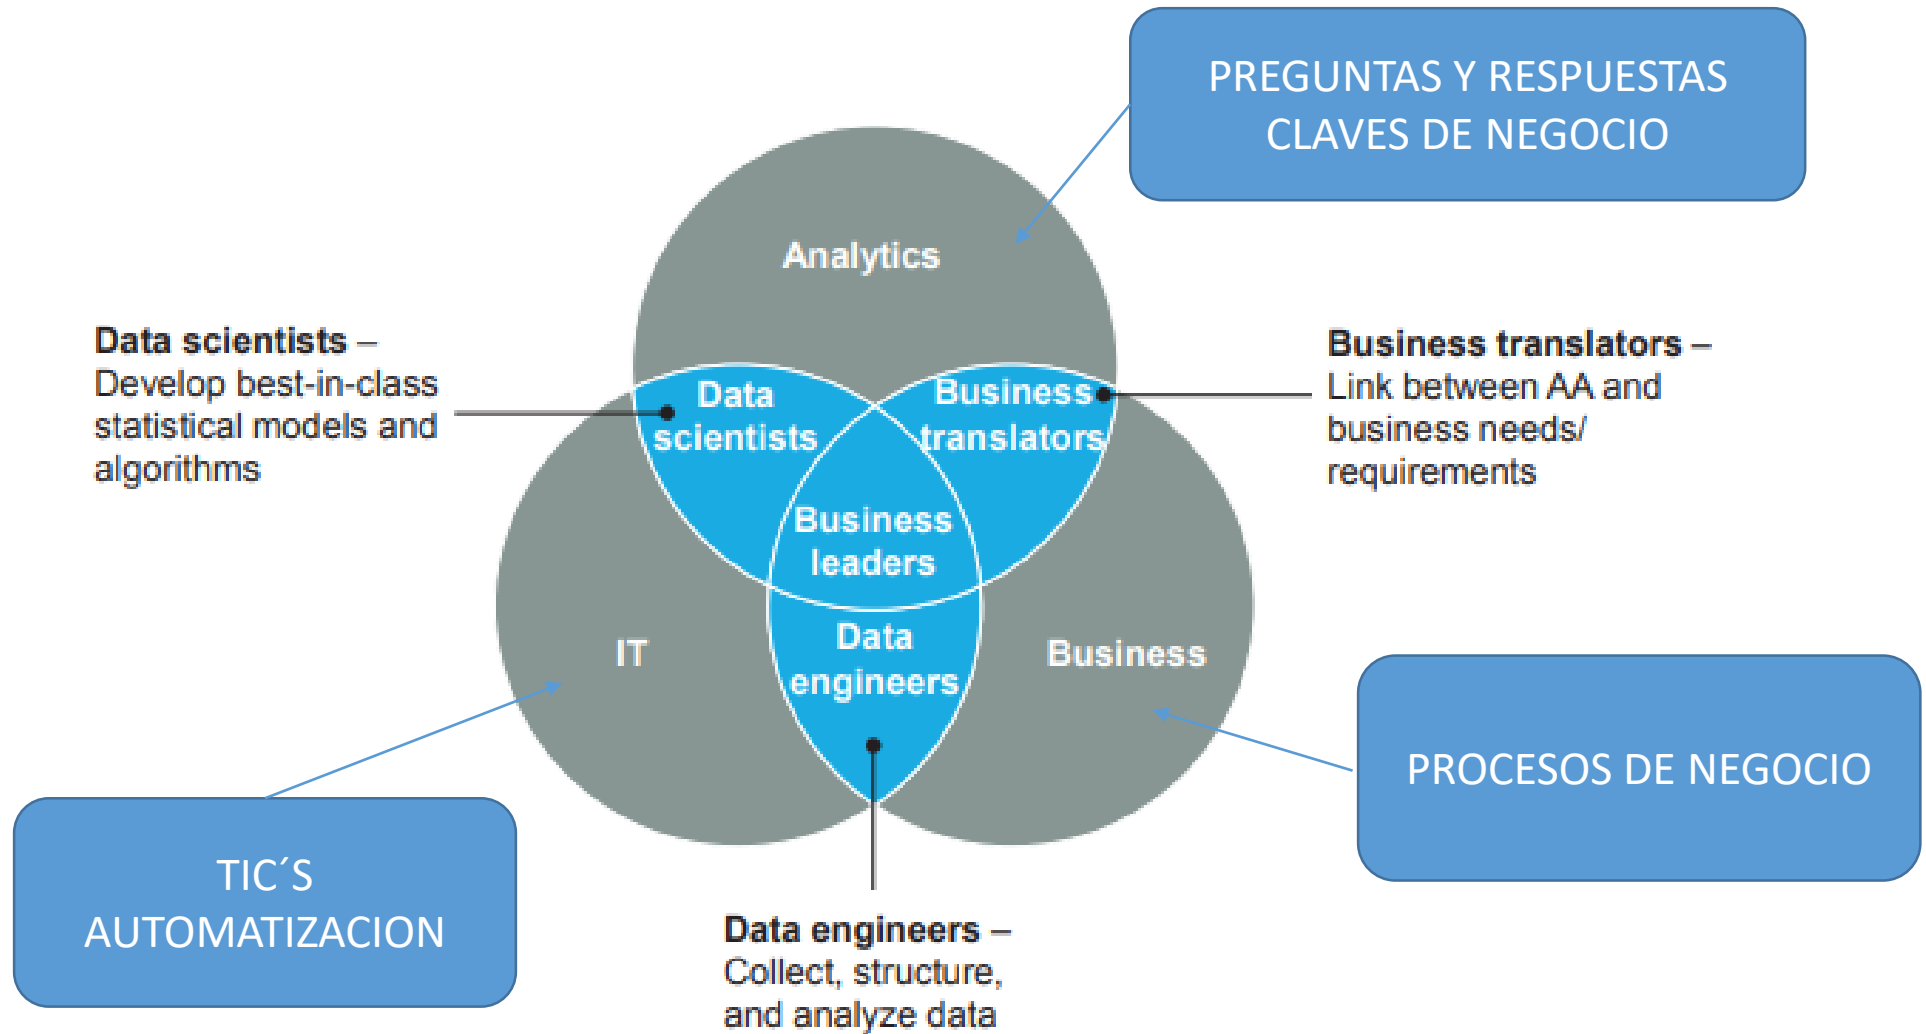 PREGUNTAS Y RESPUESTAS
CLAVES DE NEGOCIO
Analytics
Data scientists –
Develop best-in-class
statistical models and
algorithms
Data
scientists
Business
translators
Business translators –
Link between AA and
business needs/
requirements
Business
leaders
IT
Data
engineers
Business
PROCESOS DE NEGOCIO
TIC´S
AUTOMATIZACION
Data engineers –
Collect, structure,
and analyze data